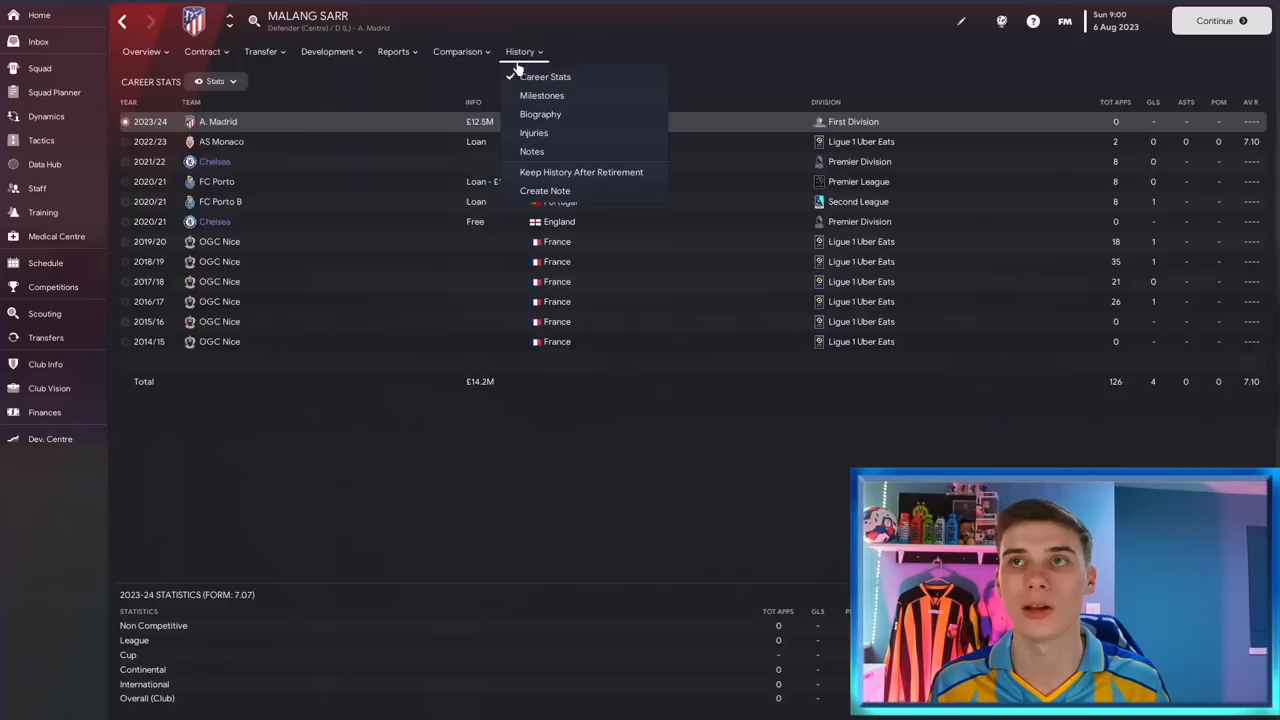 MALANG SARR
Defender (Centre) / D (L) - A. Madrid
FM
Sun 9:00
6 Aug 2023
Continue
Home
Inbox
Squad
Squad Planner
Dynamics
Tactics
Data Hub
Staff
Training
Medical Centre
Schedule
Competitions
Scouting
Transfers
Club Info
Club Vision
Finances
Dev. Centre
Overview Contract Transfer Development Reports Comparison History
CAREER STATS Stats
Career Stats
Milestones
Biography
Injuries
Notes
Keep History After Retirement
Create Note
YEAR TEAM INFO DIVISION TOT APPS GLS ASTS POM AV R
2023/24 A. Madrid £12.5M First Division 0 - - - ----
2022/23 AS Monaco Loan Ligue 1 Uber Eats 2 0 0 0 7.10
2021/22 Chelsea Premier Division 8 - - - ----
2020/21 FC Porto Loan - Premier League 8 0 - - ----
2020/21 FC Porto B Loan Portugal Second League 8 1 - - ----
2020/21 Chelsea Free England Premier Division 0 - - - ----
2019/20 OGC Nice France Ligue 1 Uber Eats 18 1 - - ----
2018/19 OGC Nice France Ligue 1 Uber Eats 35 1 - - ----
2017/18 OGC Nice France Ligue 1 Uber Eats 21 0 - - ----
2016/17 OGC Nice France Ligue 1 Uber Eats 26 1 - - ----
2015/16 OGC Nice France Ligue 1 Uber Eats 0 - - - ----
2014/15 OGC Nice France Ligue 1 Uber Eats 0 - - - ----
Total £14.2M 126 4 0 0 7.10
2023-24 STATISTICS (FORM: 7.07)
STATISTICS TOT APPS GLS
Non Competitive 0 -
League 0 -
Cup - -
Continental 0 -
International 0 -
Overall (Club) 0 -